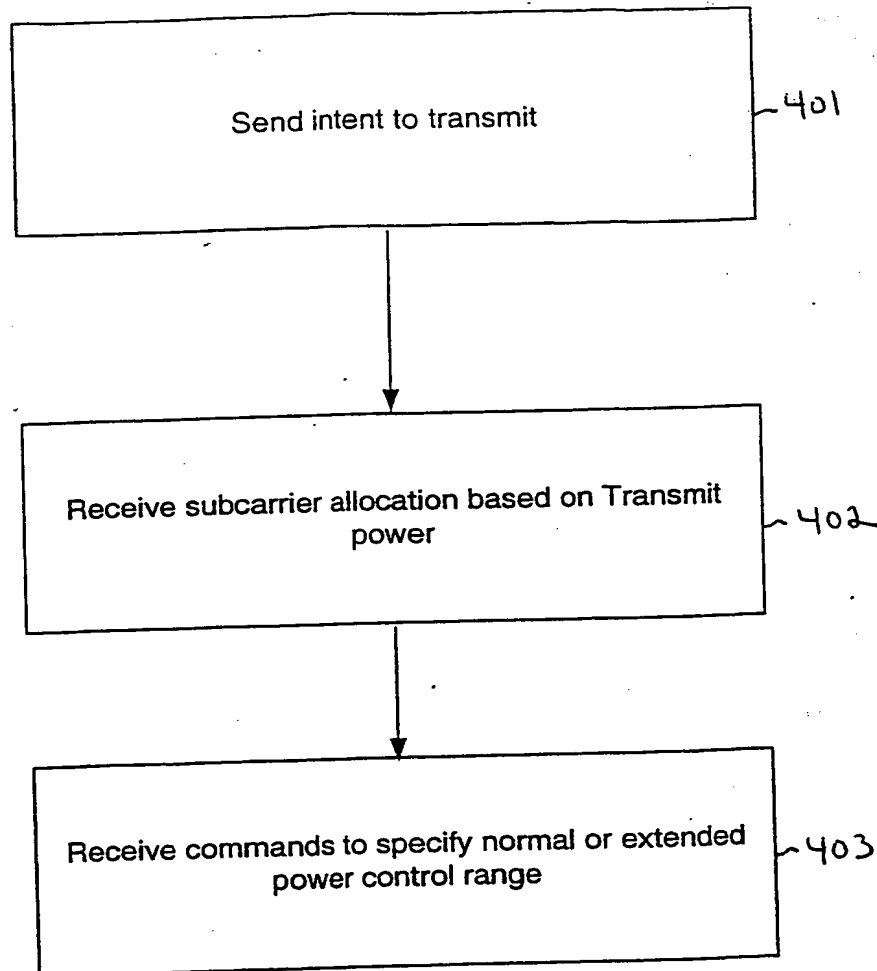 Send intent to transmit
401
Receive subcarrier allocation based on Transmit
power
402
Receive commands to specify normal or extended
power control range
403